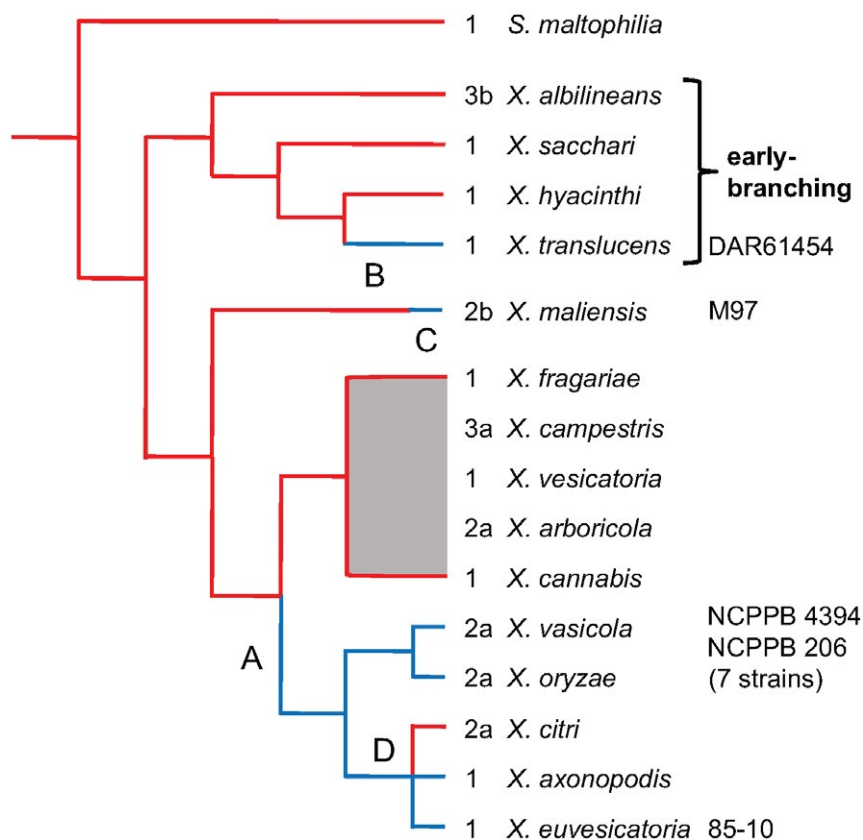 1 S. maltophilia
3b X. albilineans
1 X. sacchari
early-
branching
1 X. hyacinthi
1 X. translucens DAR61454
B
2b X. maliensis M97
C
1 X. fragariae
3a X. campestris
1 X. vesicatoria
2a X. arboricola
1 X. cannabis
NCPPB 4394
2a X. vasicola
NCPPB 206
A
2a X. oryzae (7 strains)
2a X. citri
D
1 X. axonopodis
1 X. euvesicatoria 85-10